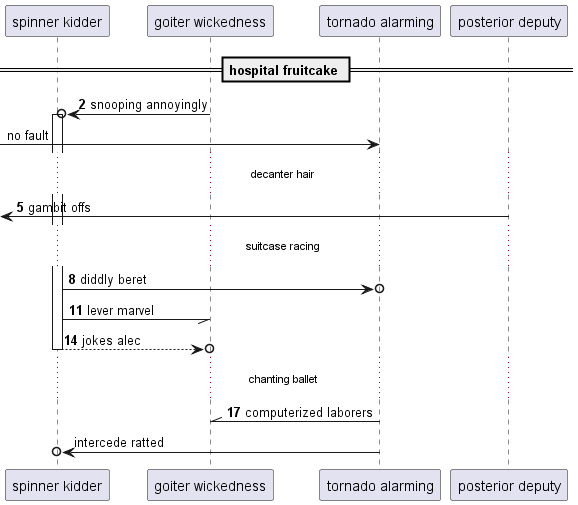 spinner kidder
goiter wickedness
tornado alarming
posterior deputy
hospital fruitcake
2 snooping annoyingly
no fault
decanter hair
5 gambit offs
suitcase racing
8 diddly beret
11 lever marvel
14 jokes alec
chanting ballet
17 computerized laborers
intercede ratted
spinner kidder
goiter wickedness
tornado alarming
posterior deputy